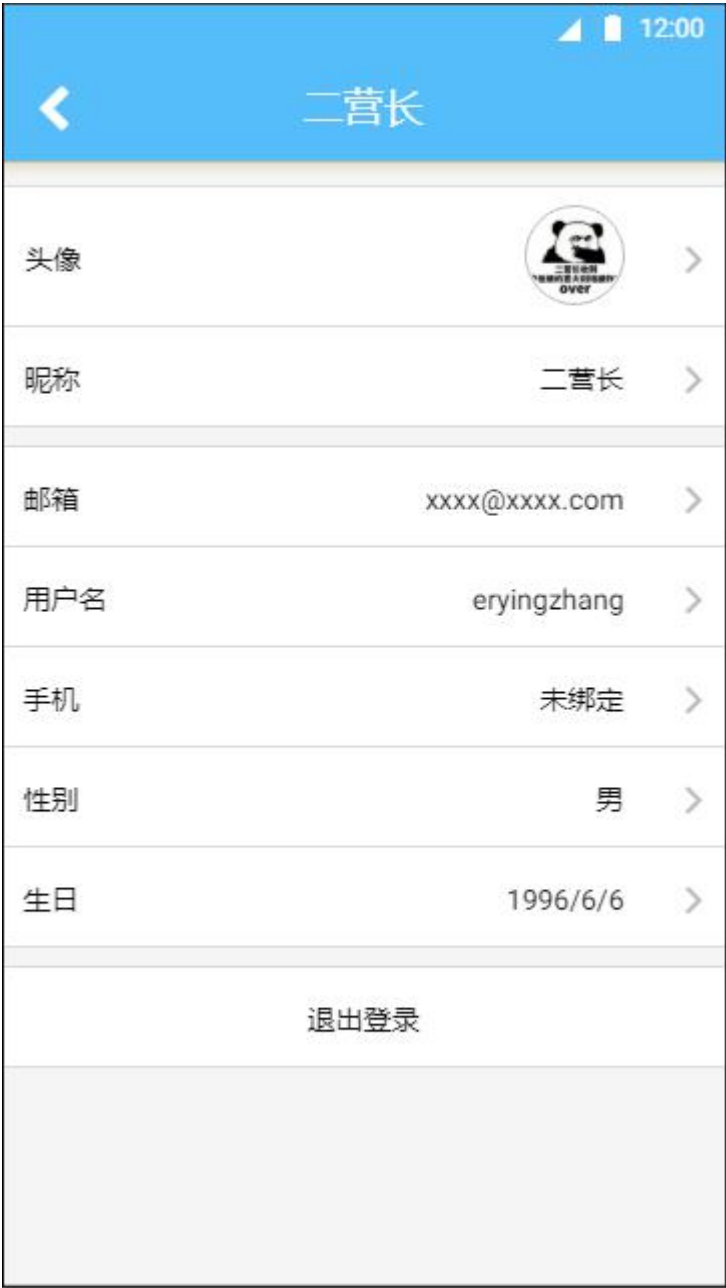 12:00
二营长
头像
over
昵称
二营长
邮箱
xxxx@xxxx.com
用户名
eryingzhang
手机
未绑定
性别
男
生日
1996/6/6
退出登录